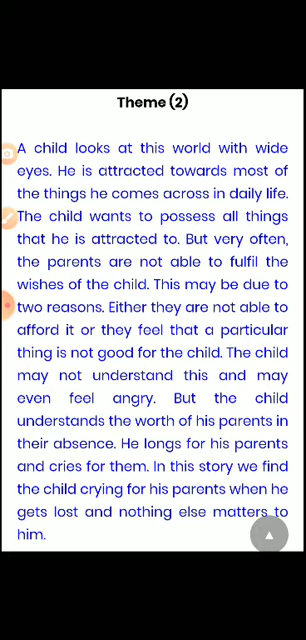 Theme (2)
A child looks at this world with wide
eyes. He is attracted towards most of
the things he comes across in daily life.
The child wants to possess all things
that he is attracted to. But very often,
the parents are not able to fulfil the
wishes of the child. This may be due to
two reasons. Either they are not able to
afford it or they feel that a particular
thing is not good for the child. The child
may not understand this and may
even feel angry. But the child
understands the worth of his parents in
their absence. He longs for his parents
and cries for them. In this story we find
the child crying for his parents when he
gets lost and nothing else matters to
him.